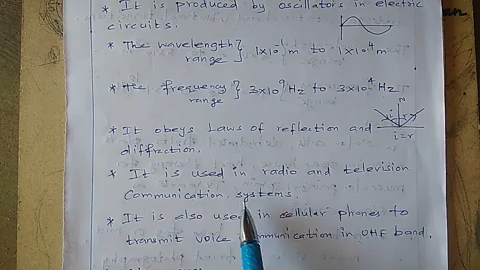 * It is produced by oscillators in electric
circuits.
* The wavelength
range } 1x10⁻¹m to 1x10⁴m
* The frequency
range } 3x10⁹Hz to 3x10⁴Hz
N
i r
i=r
* It obeys Laws of reflection and
diffraction.
* It is used in radio and television
Communication systems.
* It is also used in cellular phones to
transmit voice communication in UHF band.